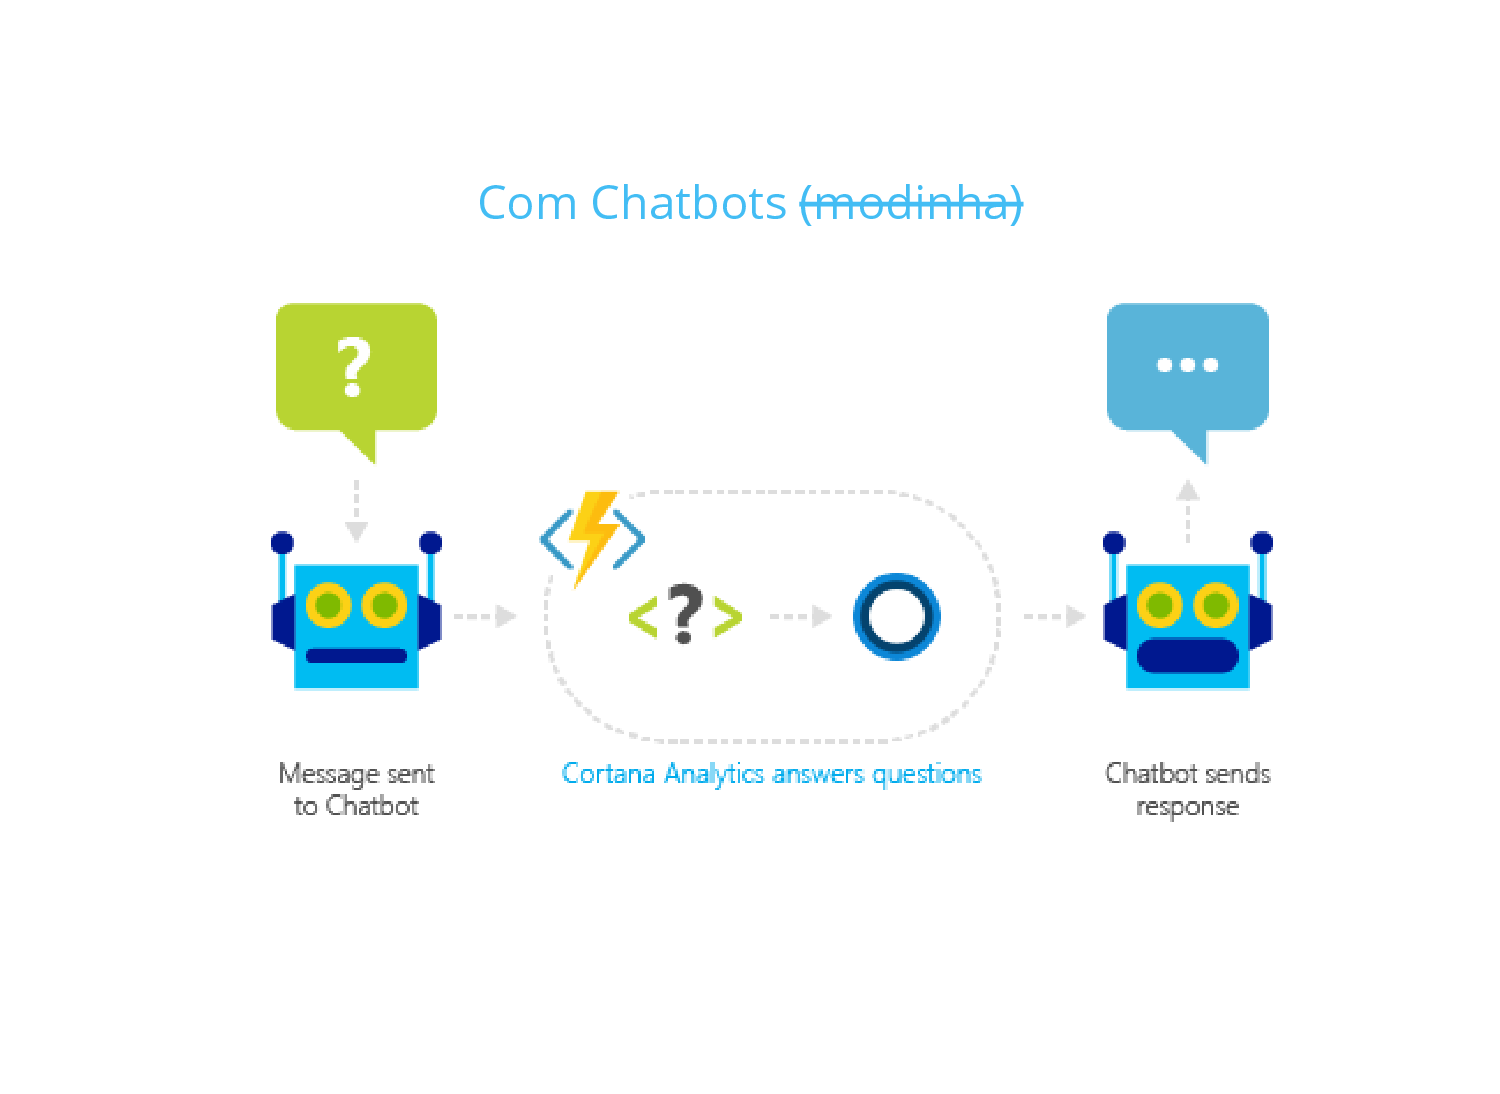 Com Chatbots (modinha)
?
...
<?>
Message sent
to Chatbot
Cortana Analytics answers questions
Chatbot sends
response